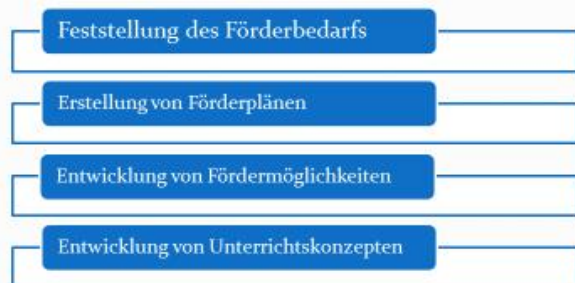 Feststellung des Förderbedarfs
Erstellung von Förderplänen
Entwicklung von Fördermöglichkeiten
Entwicklung von Unterrichtskonzepten